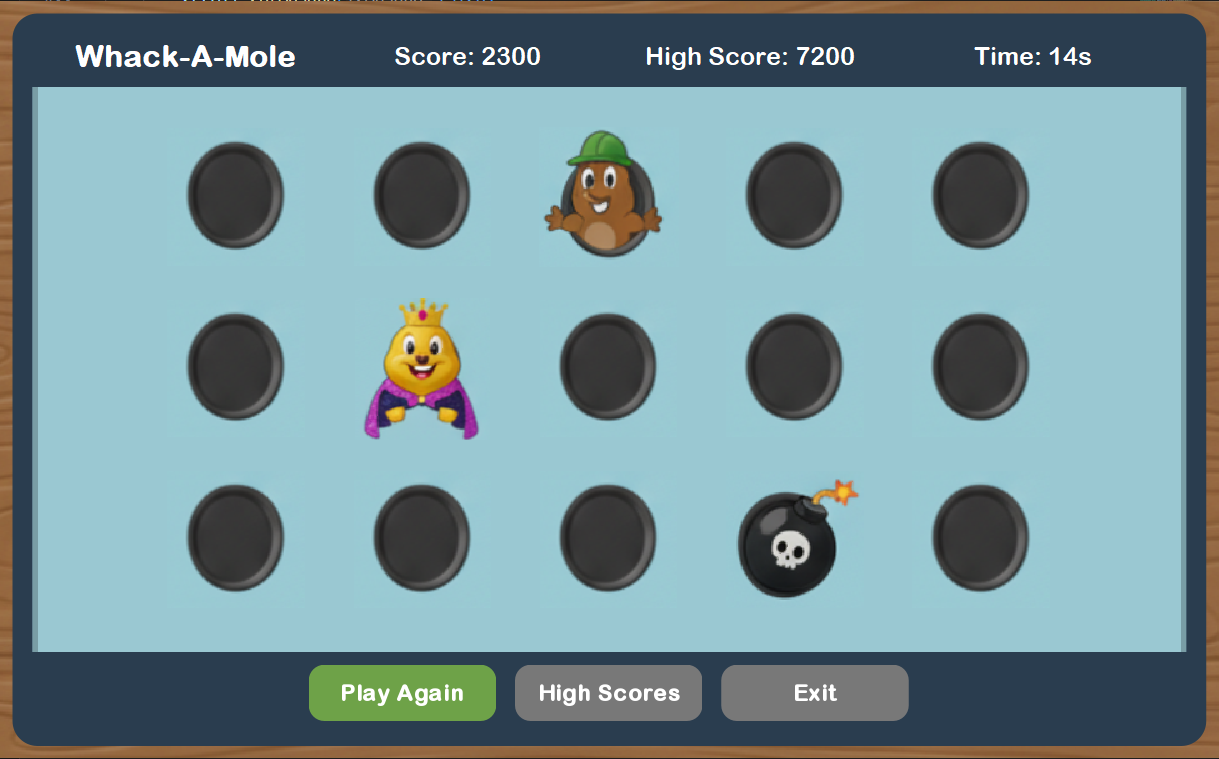 Whack-A-Mole Score: 2300 High Score: 7200 Time: 14s
Play Again High Scores Exit